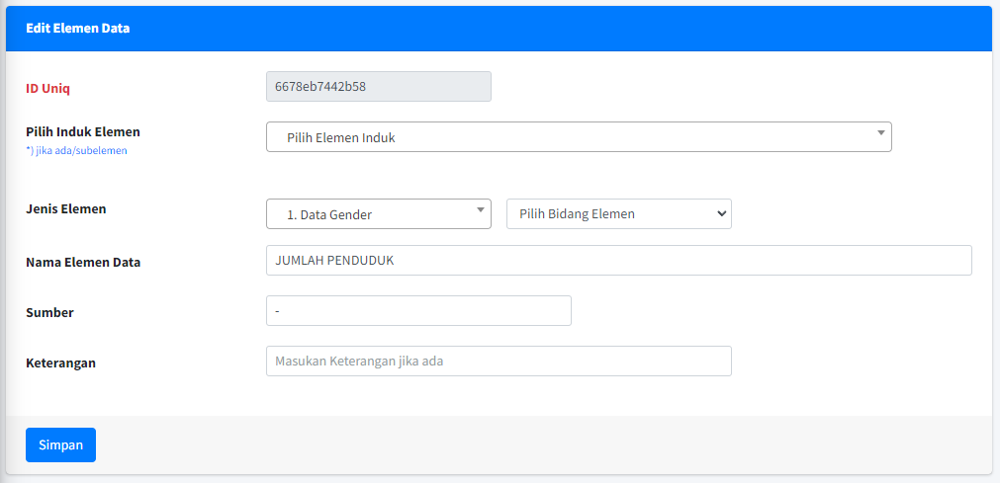 Edit Elemen Data
ID Uniq
6678eb7442b58
Pilih Induk Elemen
*) jika ada/subelemen
Pilih Elemen Induk
Jenis Elemen
1. Data Gender
Pilih Bidang Elemen
Nama Elemen Data
JUMLAH PENDUDUK
Sumber
-
Keterangan
Masukan Keterangan jika ada
Simpan